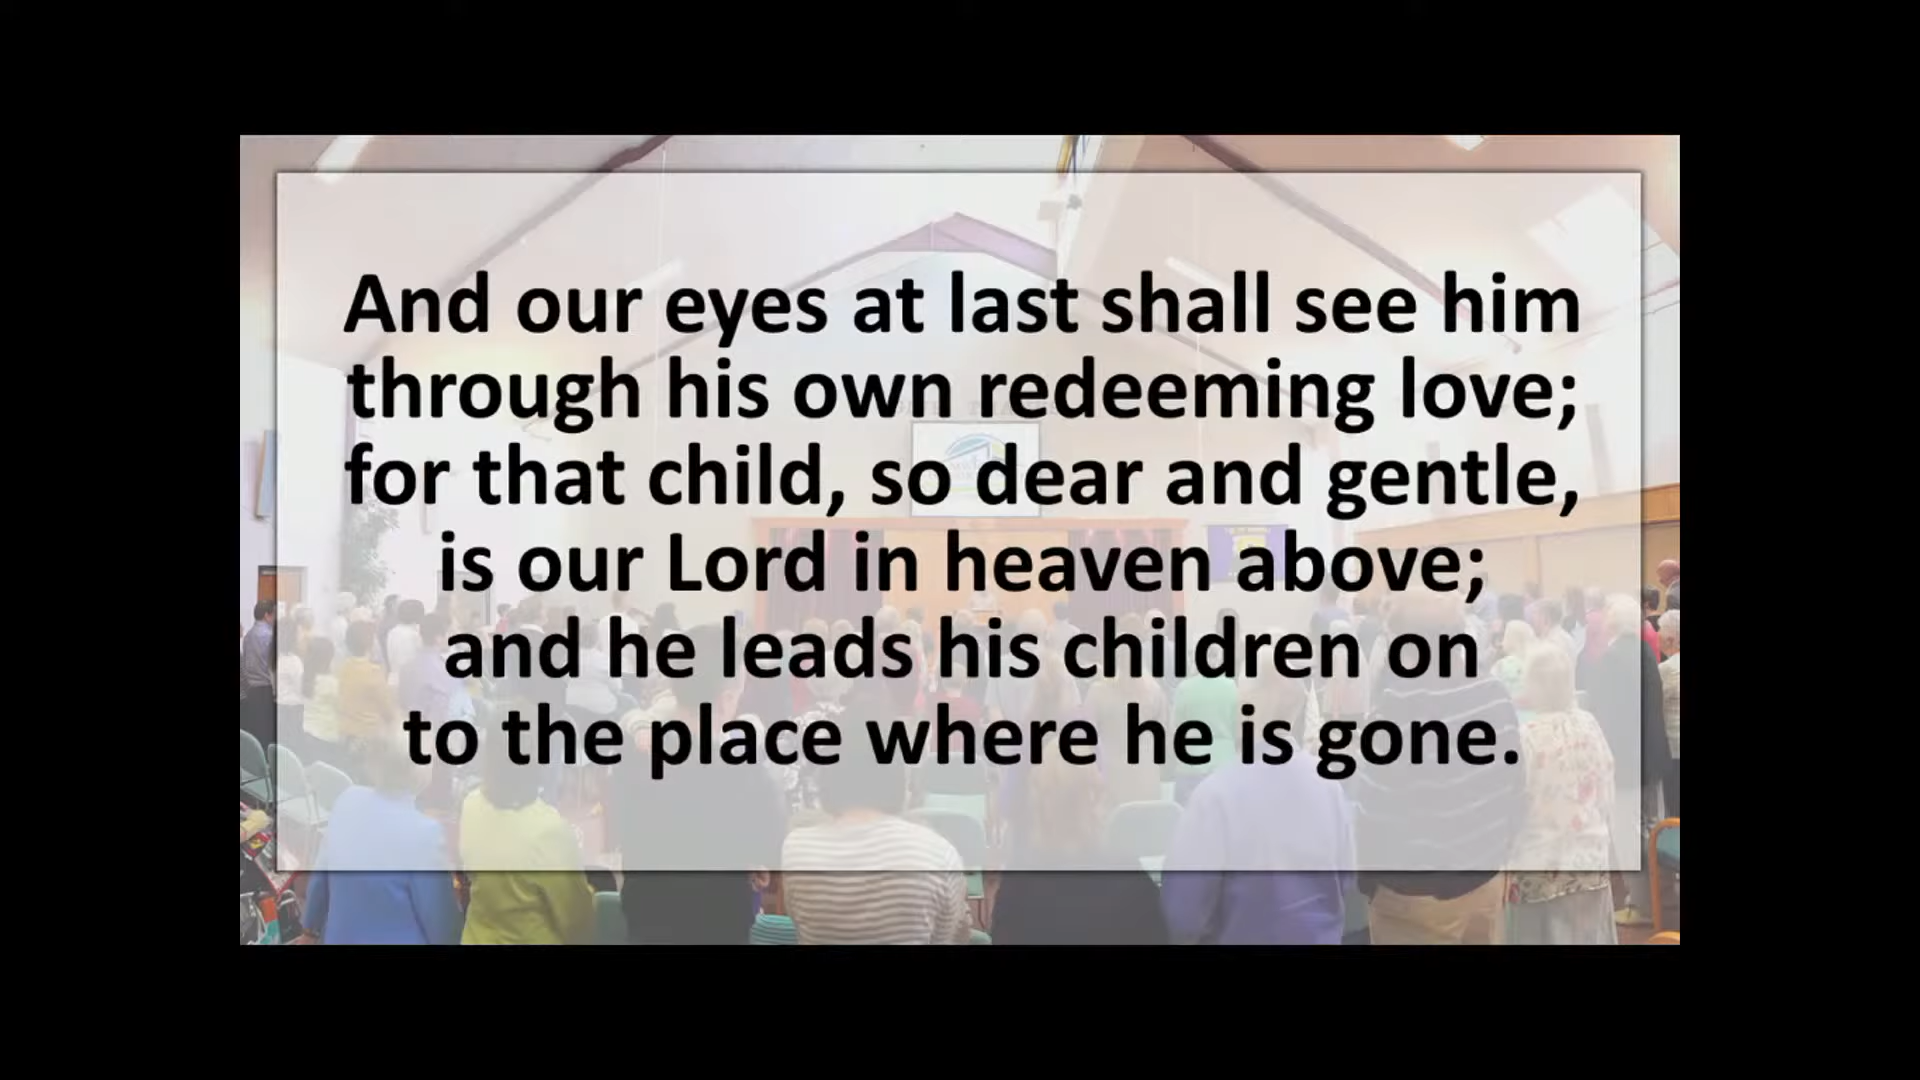 And our eyes at last shall see him
through his own redeeming love;
for that child, so dear and gentle,
is our Lord in heaven above;
and he leads his children on
to the place where he is gone.